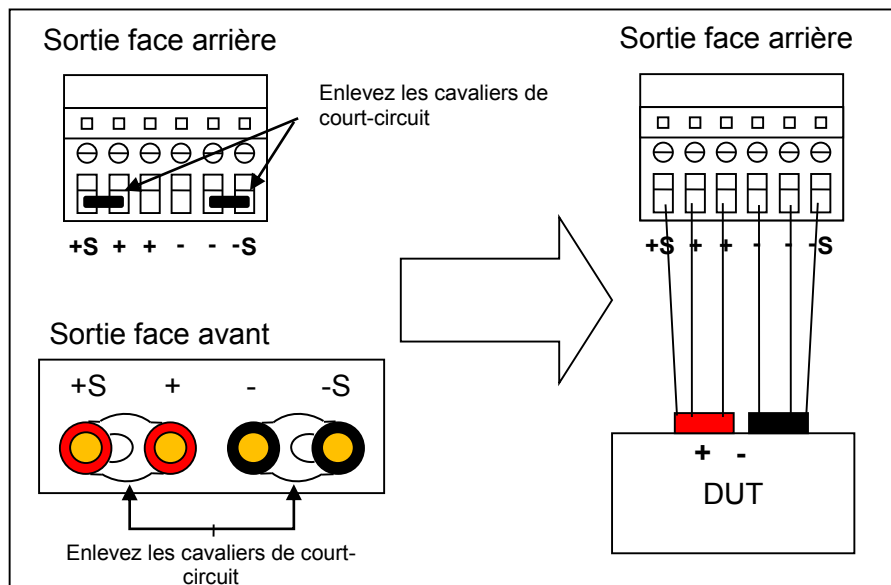 Sortie face arrière
Enlevez les cavaliers de
court-circuit
+S + + - - -S
Sortie face avant
+S + - -S
Enlevez les cavaliers de court-
circuit
Sortie face arrière
+S + + - - -S
+ -
DUT